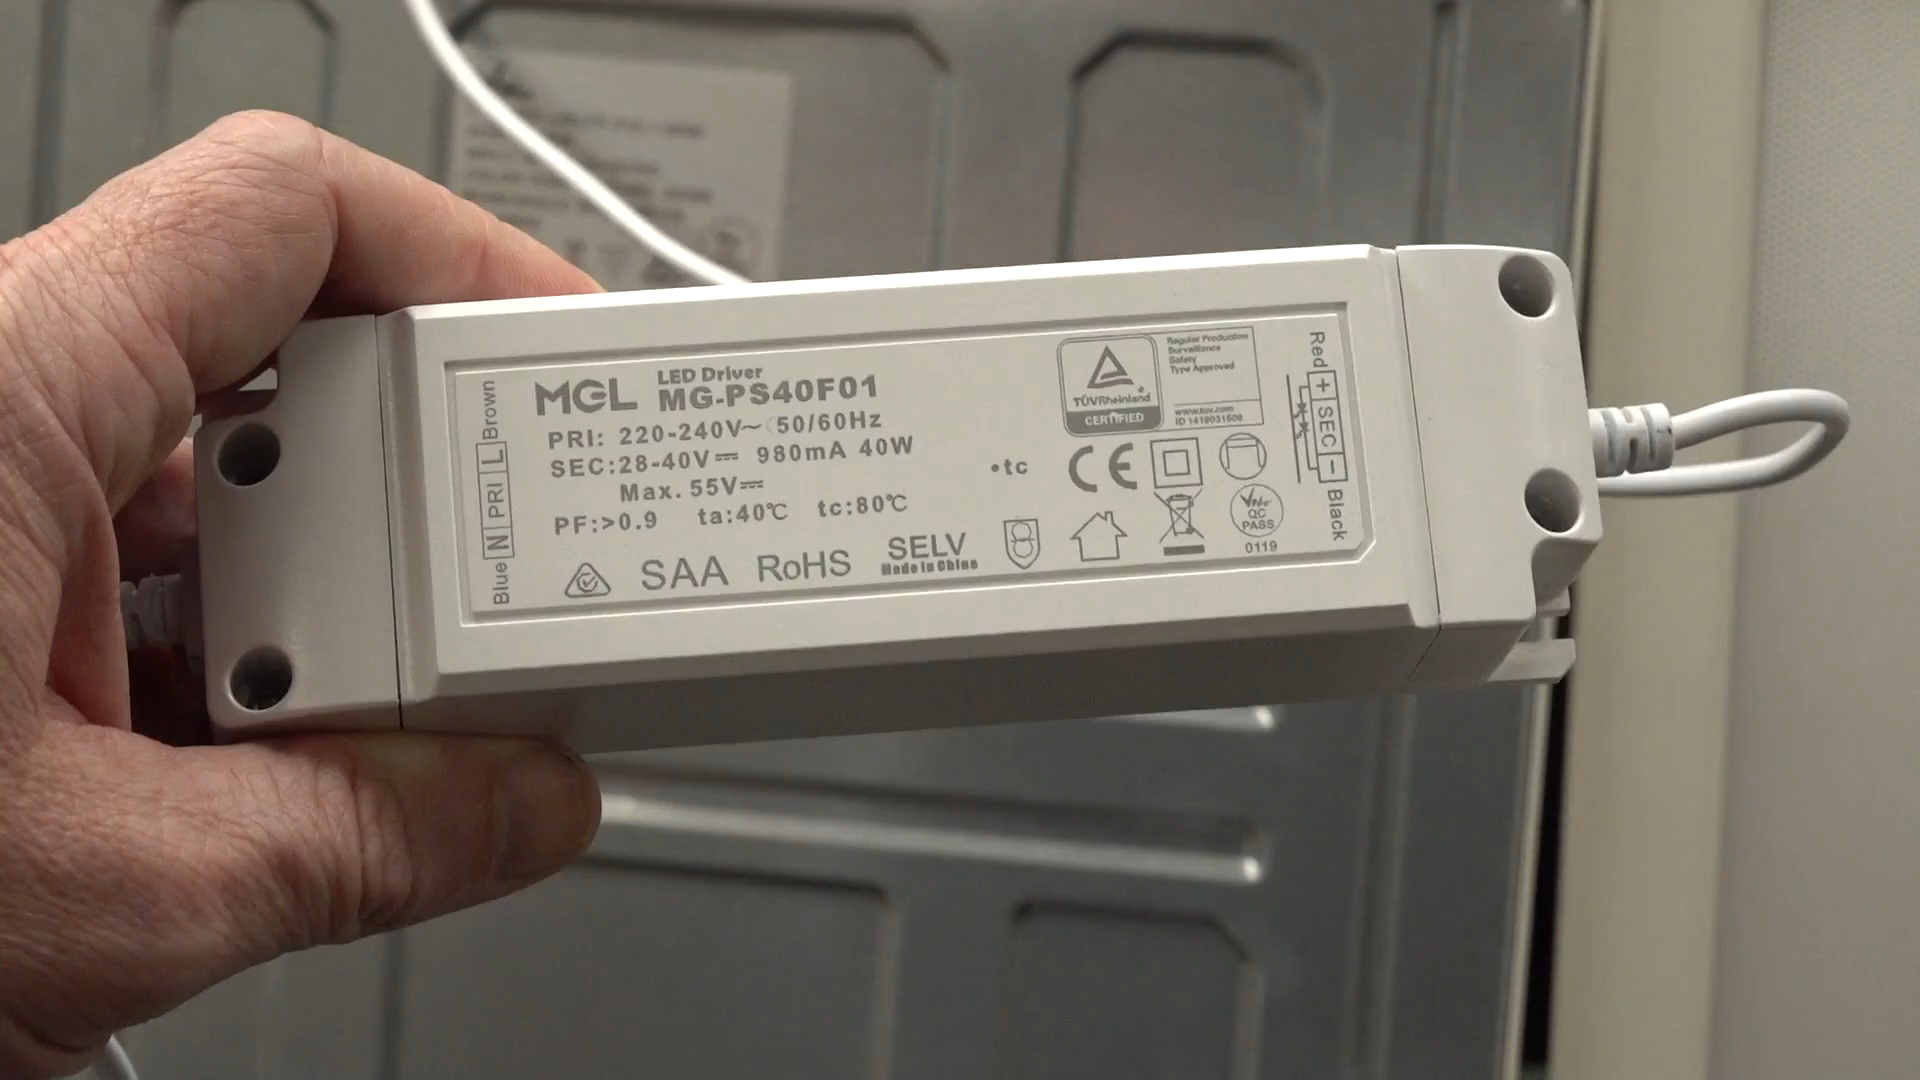 Brown
L
PRI
N
Blue
MGL
LED Driver
MG-PS40F01
PRI: 220-240V~ 50/60Hz
SEC:28-40V⎓ 980mA 40W
Max. 55V⎓
PF:>0.9 ta:40℃ tc:80℃
SAA RoHS SELV
Made in China
•tc
TÜVRheinland
CERTIFIED
Regular Production
Surveillance
Safety
Type Approved
www.tuv.com
CE
QC
PASS
0119
Red
+
SEC
-
Black